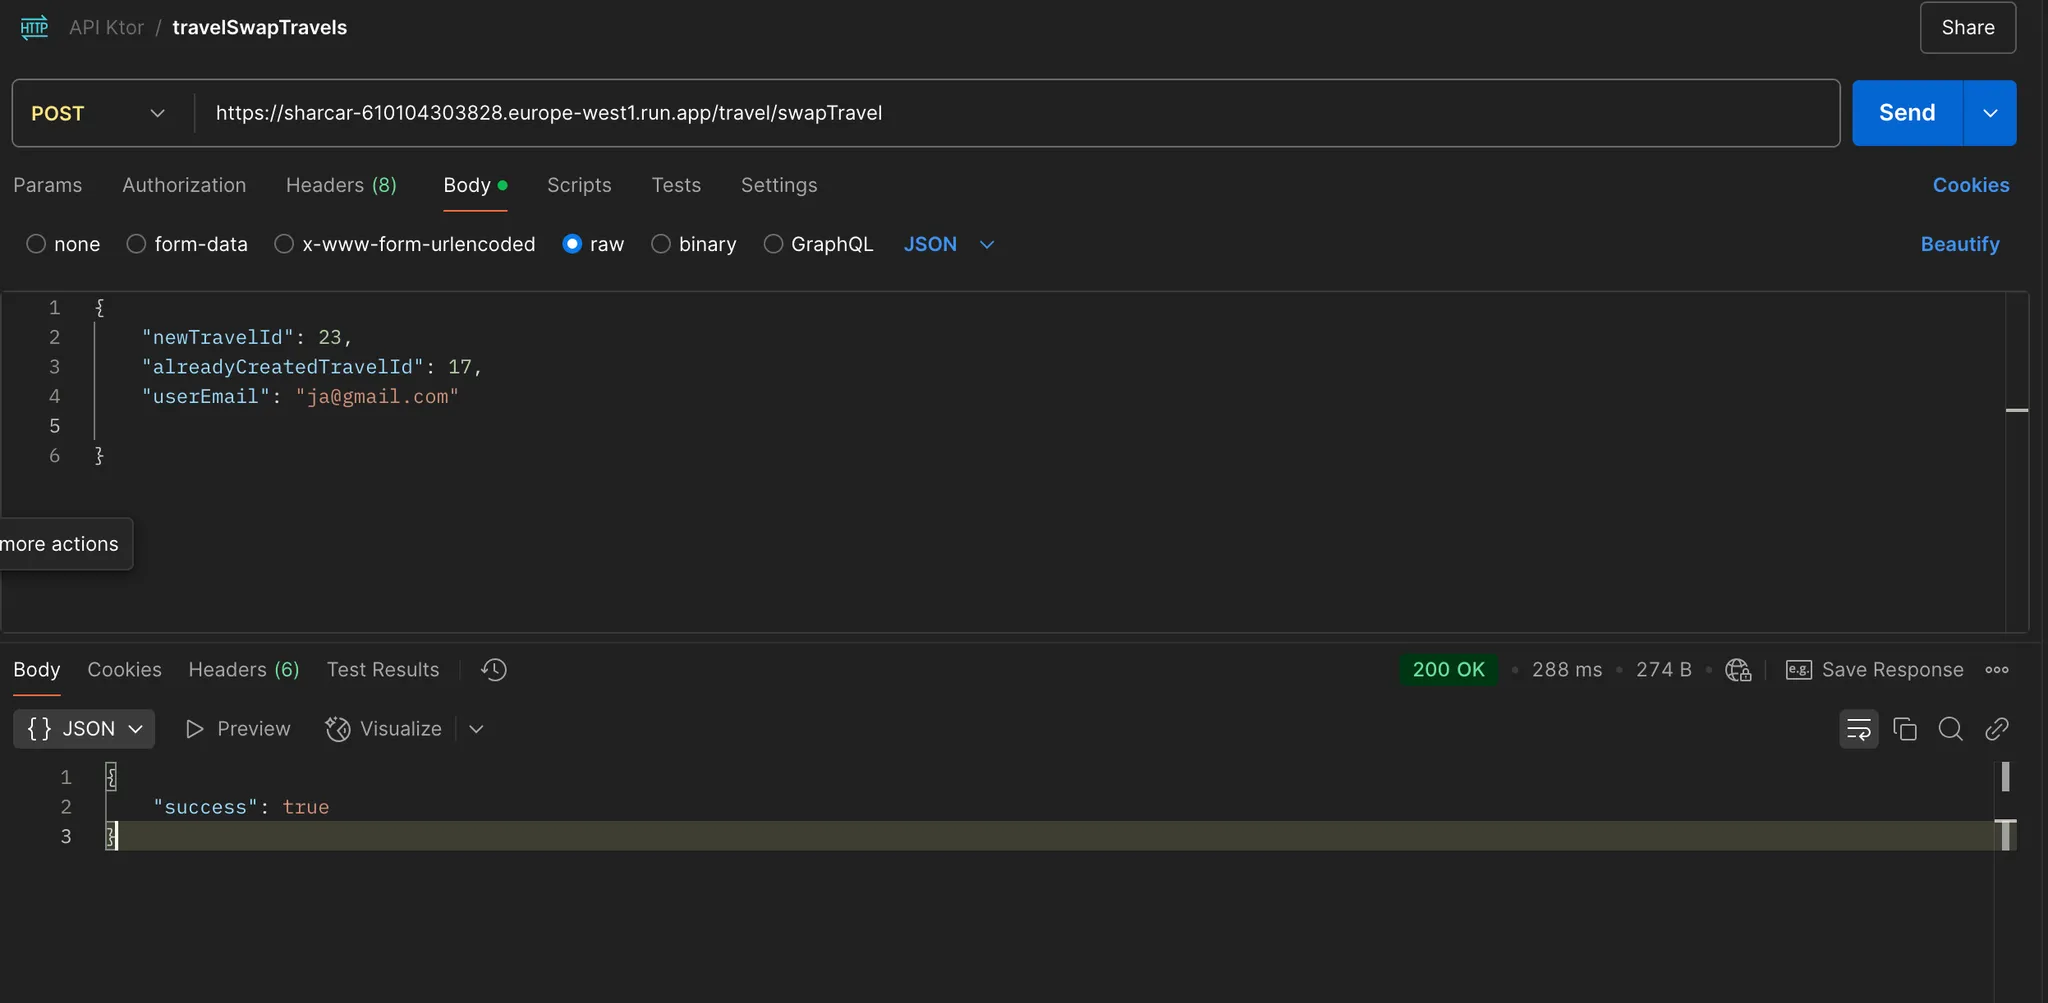 HTTP API Ktor / travelSwapTravels Share
POST https://sharcar-610104303828.europe-west1.run.app/travel/swapTravel Send
Params Authorization Headers (8) Body Scripts Tests Settings Cookies
none form-data x-www-form-urlencoded raw binary GraphQL JSON Beautify
1 {
2 "newTravelId": 23,
3 "alreadyCreatedTravelId": 17,
4 "userEmail": "ja@gmail.com"
5
6 }
more actions
Body Cookies Headers (6) Test Results 200 OK • 288 ms • 274 B • e.g. Save Response
{} JSON Preview Visualize
1 {
2 "success": true
3 }